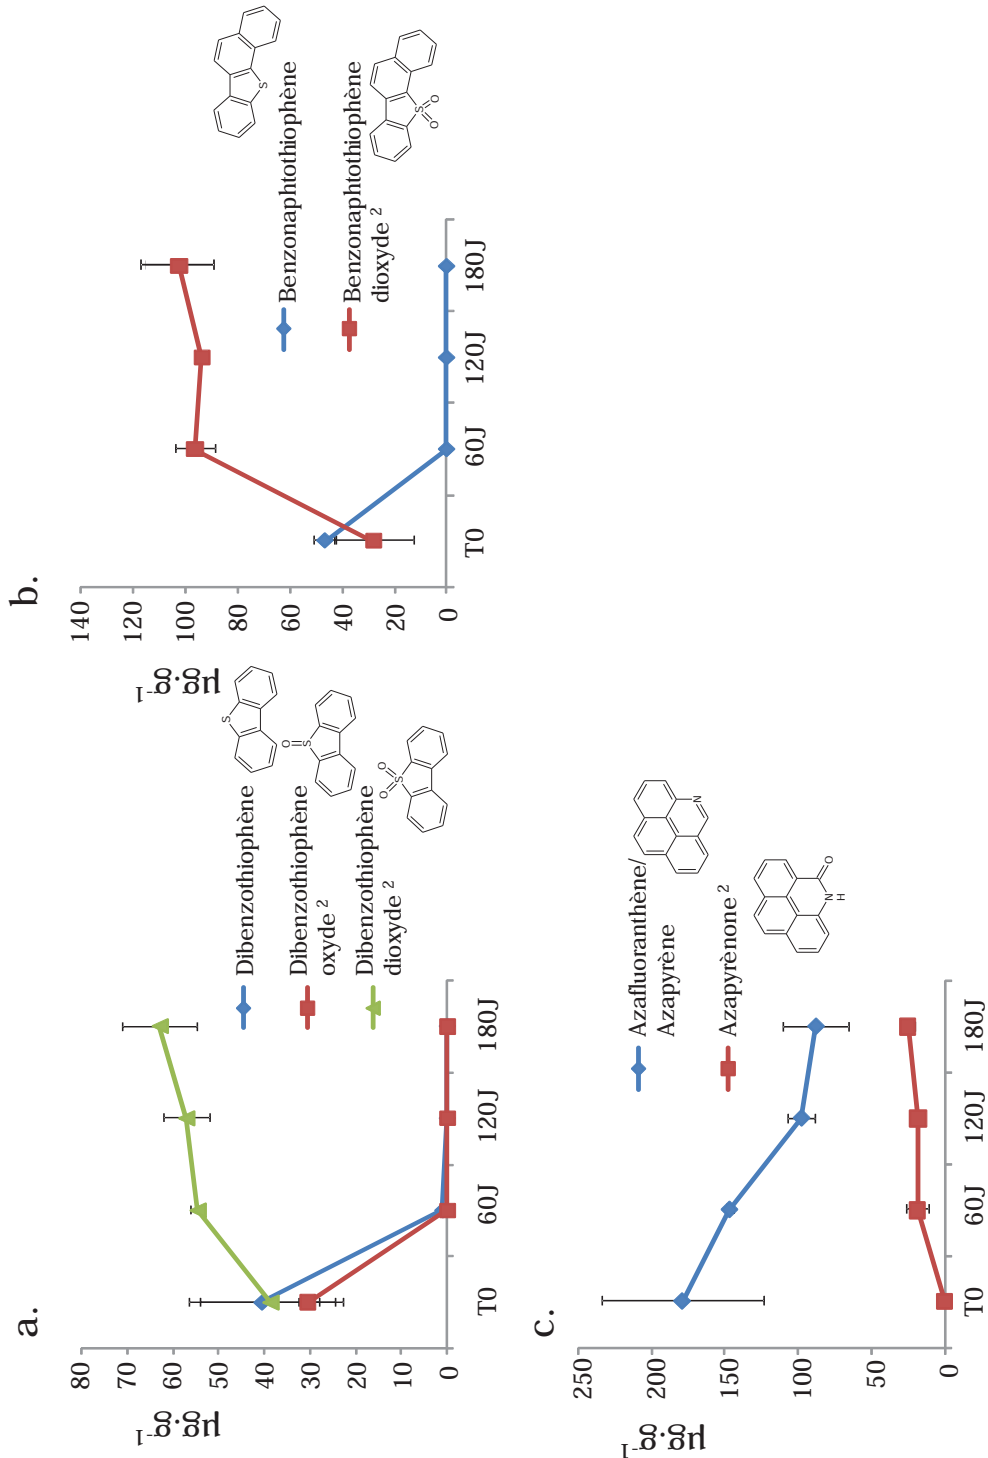 a.
µg.g-1
80
70
60
50
40
30
20
10
0
T0
60J
120J
180J
Dibenzothiophène
Dibenzothiophène
oxyde 2
Dibenzothiophène
dioxyde 2
S
O
S
O
O
S
b.
µg.g-1
140
120
100
80
60
40
20
0
T0
60J
120J
180J
Benzonaphtothiophène
Benzonaphtothiophène
dioxyde 2
S
S
O
O
c.
µg.g-1
250
200
150
100
50
0
T0
60J
120J
180J
Azafluoranthène/
Azapyrène
Azapyrènone 2
N
O
N
H